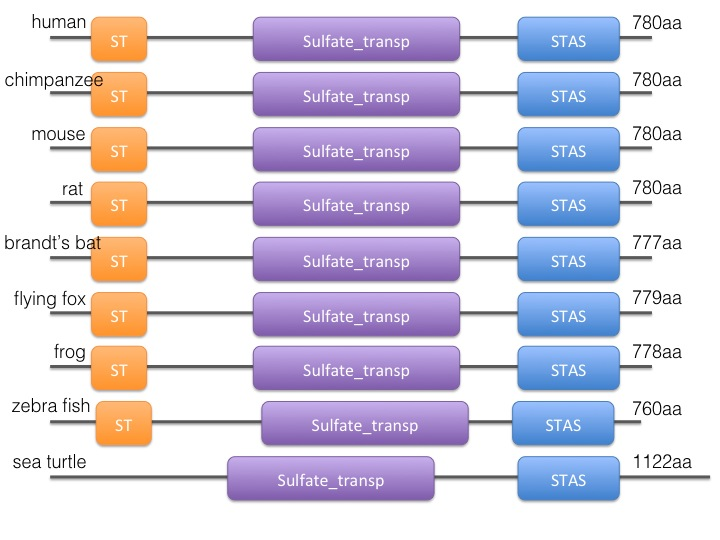 human ST Sulfate_transp STAS 780aa
chimpanzee ST Sulfate_transp STAS 780aa
mouse ST Sulfate_transp STAS 780aa
rat ST Sulfate_transp STAS 780aa
brandt's bat ST Sulfate_transp STAS 777aa
flying fox ST Sulfate_transp STAS 779aa
frog ST Sulfate_transp STAS 778aa
zebra fish ST Sulfate_transp STAS 760aa
sea turtle Sulfate_transp STAS 1122aa